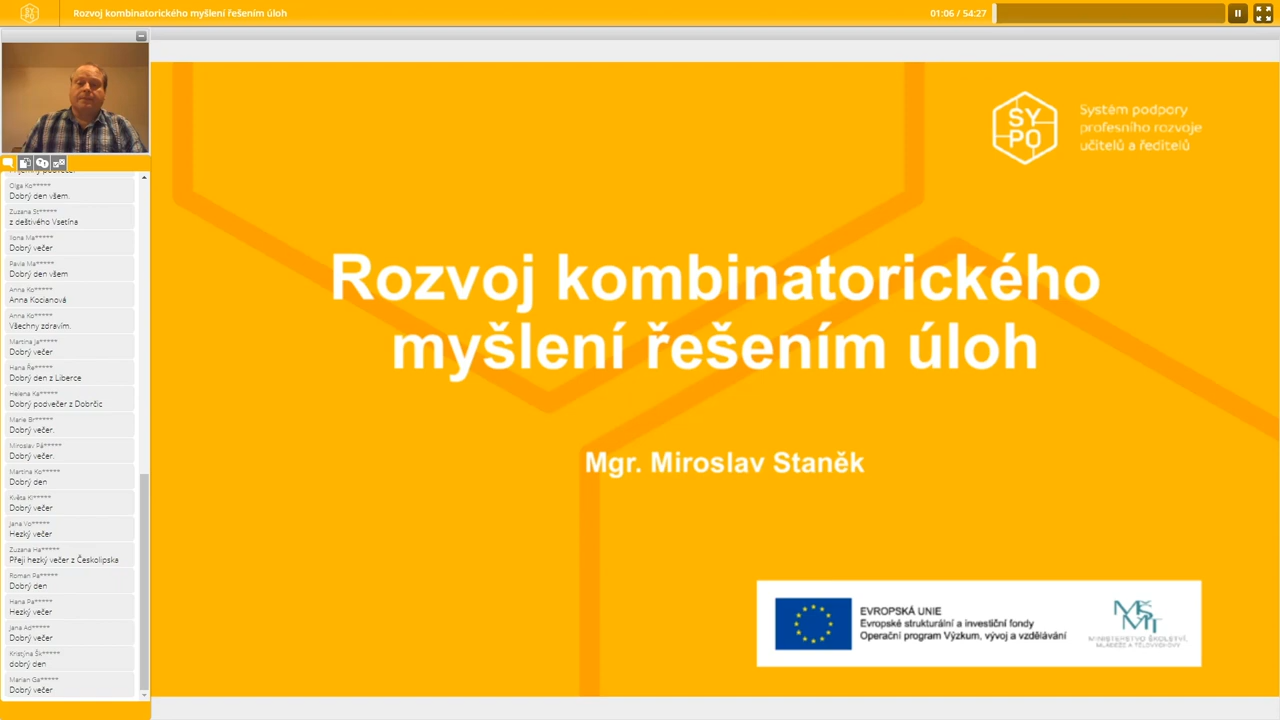 Rozvoj kombinatorického myšlení řešením úloh
01:06 / 54:27
Olga Ko*****
Dobrý den všem.
Zuzana St*****
z deštivého Vsetína
Ilona Ma*****
Dobrý večer
Pavla Ma*****
Dobrý den všem
Anna Ko*****
Anna Kocianová
Anna Ko*****
Všechny zdravím.
Martina Ja*****
Dobrý večer
Hana Ře*****
Dobrý den z Liberce
Helena Ka*****
Dobrý podvečer z Dobrčic
Marie Br*****
Dobrý večer.
Miroslav Pá*****
Dobrý večer.
Martina Ko*****
Dobrý den
Květa Kl*****
Dobrý večer
Jana Vo*****
Hezký večer
Zuzana Ha*****
Přeji hezký večer z Českolipska
Roman Pa*****
Dobrý den
Hana Pa*****
Hezký večer
Jana Ad*****
Dobrý večer
Kristýna Šk*****
dobrý den
Marian Ga*****
Dobrý večer
SY
PO
Systém podpory
profesního rozvoje
učitelů a ředitelů
Rozvoj kombinatorického
myšlení řešením úloh
Mgr. Miroslav Staněk
EVROPSKÁ UNIE
Evropské strukturální a investiční fondy
Operační program Výzkum, vývoj a vzdělávání
MŠMT
MINISTERSTVO ŠKOLSTVÍ,
MLÁDEŽE A TĚLOVÝCHOVY